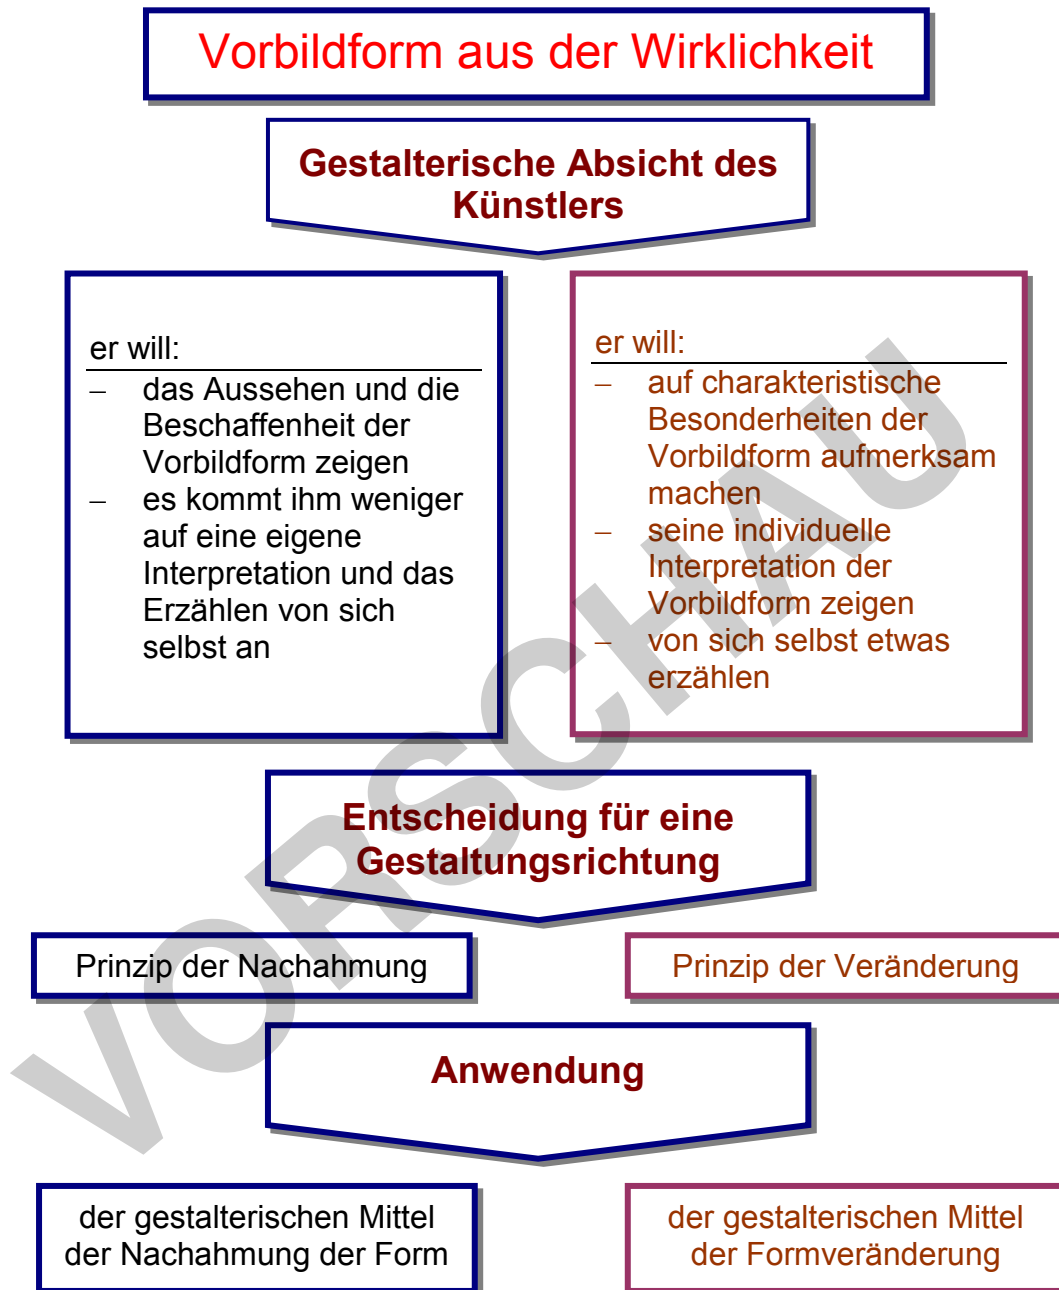 Vorbildform aus der Wirklichkeit
Gestalterische Absicht des
Künstlers
er will:
– das Aussehen und die
Beschaffenheit der
Vorbildform zeigen
– es kommt ihm weniger
auf eine eigene
Interpretation und das
Erzählen von sich
selbst an
er will:
– auf charakteristische
Besonderheiten der
Vorbildform aufmerksam
machen
– seine individuelle
Interpretation der
Vorbildform zeigen
– von sich selbst etwas
erzählen
Entscheidung für eine
Gestaltungsrichtung
Prinzip der Nachahmung
Prinzip der Veränderung
Anwendung
der gestalterischen Mittel
der Nachahmung der Form
der gestalterischen Mittel
der Formveränderung
VORSCHAU